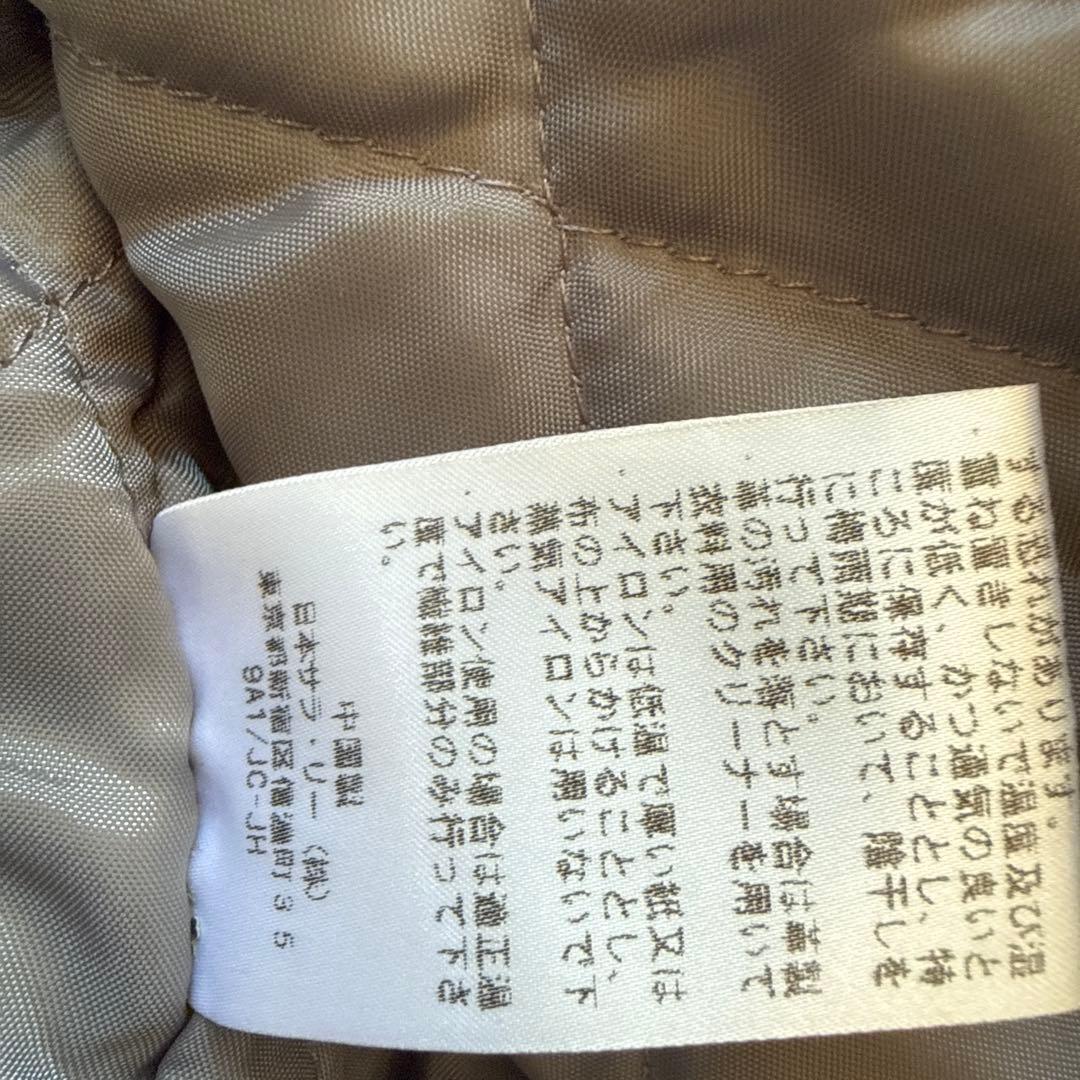 する恐れがあります。
・重ね置きしないで温度及び湿
度が低く、かつ通気の良いと
ころに保存することとし、特
に梅雨期において、陰干しを
行って下さい。
・革の汚れを落とす場合は革製
衣料用のクリーナーを用いて
下さい。
・アイロンは低温で厚い紙又は
布の上からかけることとし、
蒸気アイロンは用いないで下
さい。
・アイロン使用の場合は適正温
度で繊維部分のみ行って下さ
い。
中国製
日本サラ・リー（株）
東京都新宿区信濃町３５
9A1/JC-JH